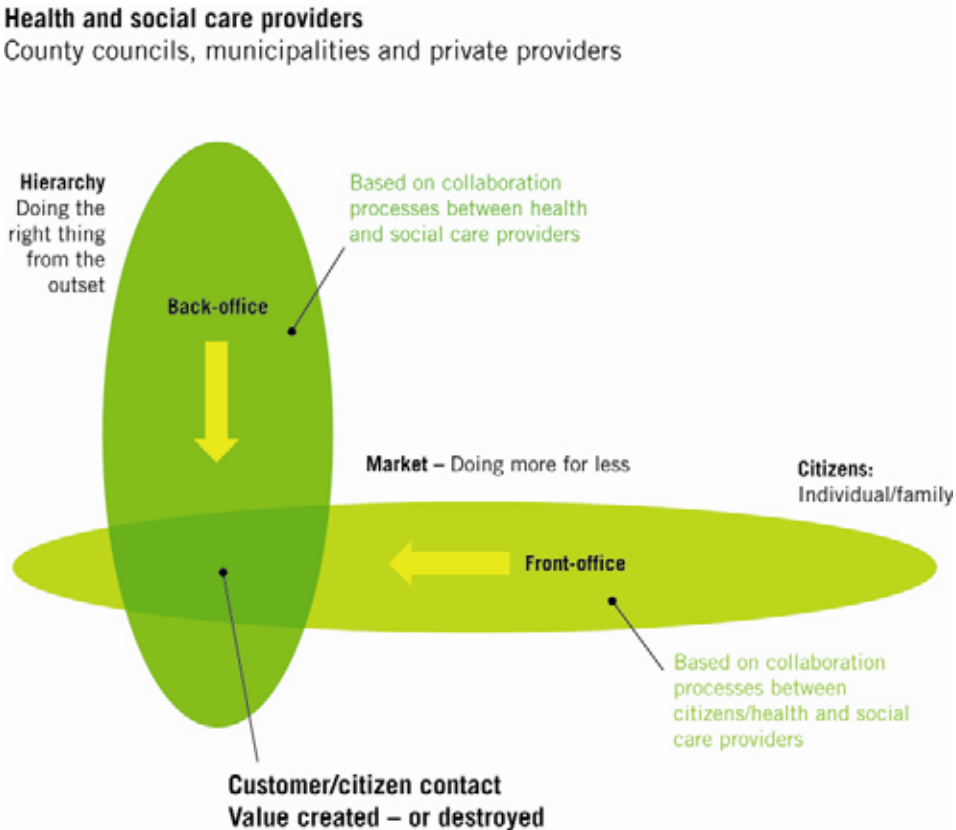 Health and social care providers
County councils, municipalities and private providers
Hierarchy
Doing the
right thing
from the
outset
Based on collaboration
processes between health
and social care providers
Back-office
Market – Doing more for less
Citizens:
Individual/family
Front-office
Based on collaboration
processes between
citizens/health and social
care providers
Customer/citizen contact
Value created – or destroyed